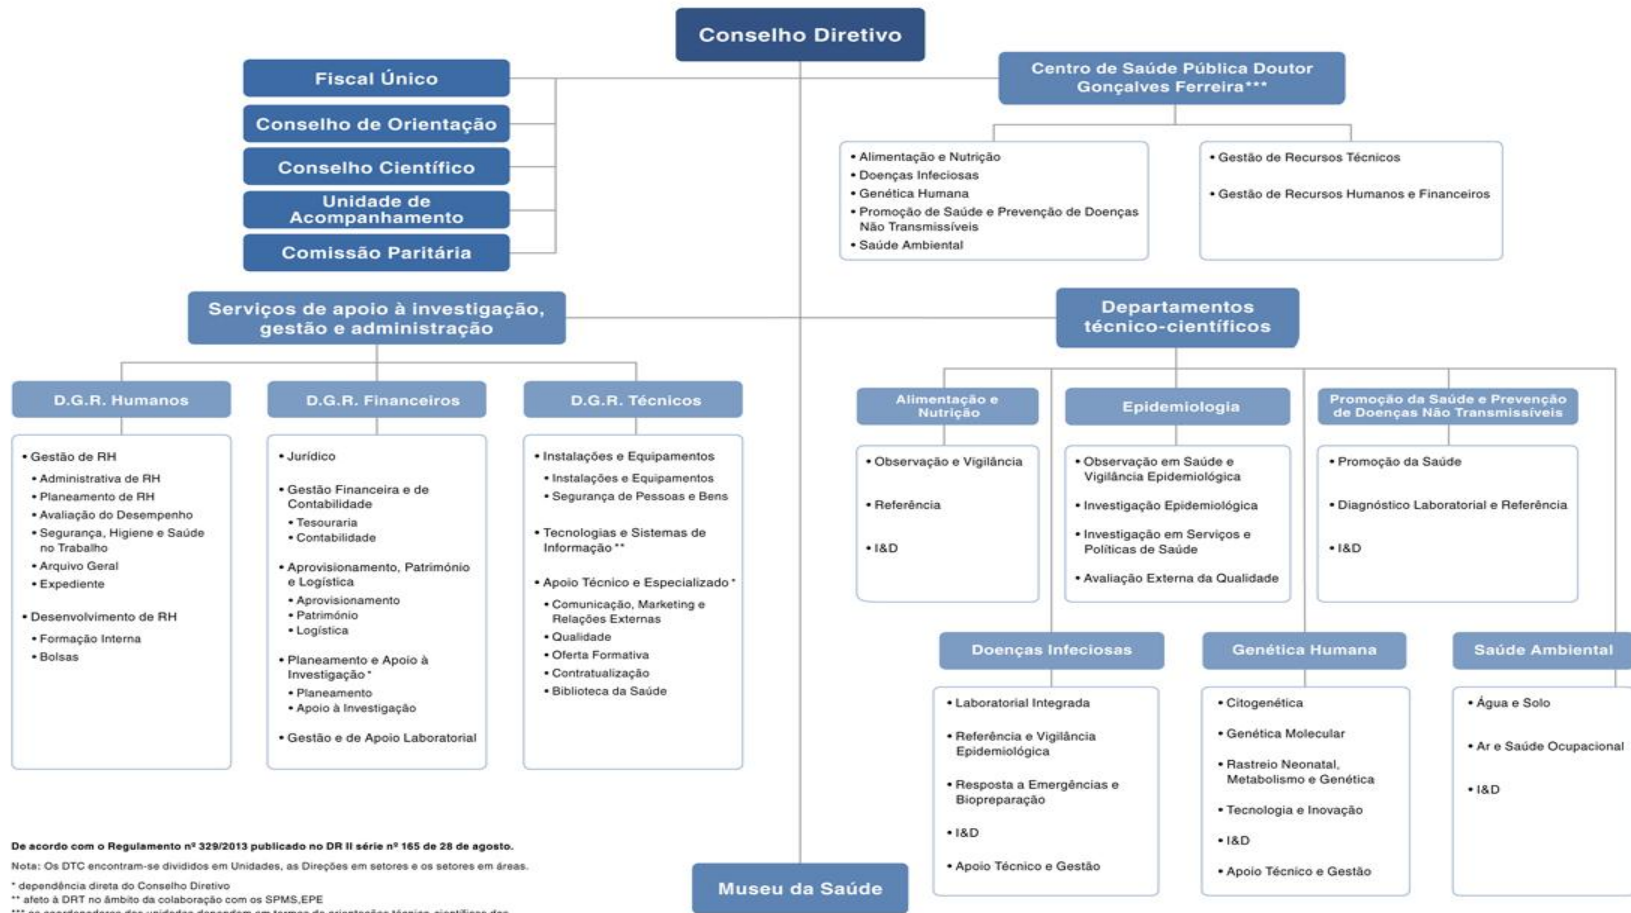 Conselho Diretivo
Fiscal Único
Conselho de Orientação
Conselho Científico
Unidade de
Acompanhamento
Comissão Paritária
Centro de Saúde Pública Doutor
Gonçalves Ferreira***
• Alimentação e Nutrição
• Doenças Infeciosas
• Genética Humana
• Promoção de Saúde e Prevenção de Doenças
Não Transmissíveis
• Saúde Ambiental
• Gestão de Recursos Técnicos
• Gestão de Recursos Humanos e Financeiros
Serviços de apoio à investigação,
gestão e administração
D.G.R. Humanos
• Gestão de RH
• Administrativa de RH
• Planeamento de RH
• Avaliação do Desempenho
• Segurança, Higiene e Saúde
no Trabalho
• Arquivo Geral
• Expediente
• Desenvolvimento de RH
• Formação Interna
• Bolsas
D.G.R. Financeiros
• Jurídico
• Gestão Financeira e de
Contabilidade
• Tesouraria
• Contabilidade
• Aprovisionamento, Património
e Logística
• Aprovisionamento
• Património
• Logística
• Planeamento e Apoio à
Investigação *
• Planeamento
• Apoio à Investigação
• Gestão e de Apoio Laboratorial
D.G.R. Técnicos
• Instalações e Equipamentos
• Instalações e Equipamentos
• Segurança de Pessoas e Bens
• Tecnologias e Sistemas de
Informação **
• Apoio Técnico e Especializado *
• Comunicação, Marketing e
Relações Externas
• Qualidade
• Oferta Formativa
• Contratualização
• Biblioteca da Saúde
Departamentos
técnico-científicos
Alimentação e
Nutrição
• Observação e Vigilância
• Referência
• I&D
Epidemiologia
• Observação em Saúde e
Vigilância Epidemiológica
• Investigação Epidemiológica
• Investigação em Serviços e
Políticas de Saúde
• Avaliação Externa da Qualidade
Promoção da Saúde e Prevenção
de Doenças Não Transmissíveis
• Promoção da Saúde
• Diagnóstico Laboratorial e Referência
• I&D
Doenças Infeciosas
• Laboratorial Integrada
• Referência e Vigilância
Epidemiológica
• Resposta a Emergências e
Biopreparação
• I&D
• Apoio Técnico e Gestão
Genética Humana
• Citogenética
• Genética Molecular
• Rastreio Neonatal,
Metabolismo e Genética
• Tecnologia e Inovação
• I&D
• Apoio Técnico e Gestão
Saúde Ambiental
• Água e Solo
• Ar e Saúde Ocupacional
• I&D
Museu da Saúde
De acordo com o Regulamento nº 329/2013 publicado no DR II série nº 165 de 28 de agosto.
Nota: Os DTC encontram-se divididos em Unidades, as Direções em setores e os setores em áreas.
* dependência direta do Conselho Diretivo
** afeto à DRT no âmbito da colaboração com os SPMS,EPE
*** os coordenadores das unidades dependem em termos de orientações técnico-científicas dos